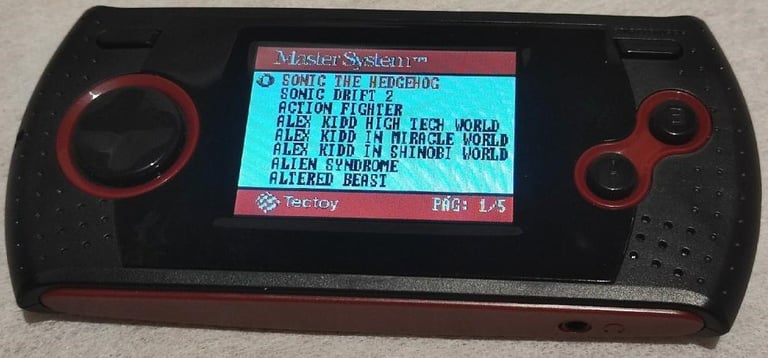 Master System™
SONIC THE HEDGEHOG
SONIC DRIFT 2
ACTION FIGHTER
ALEX KIDD HIGH TECH WORLD
ALEX KIDD IN MIRACLE WORLD
ALEX KIDD IN SHINOBI WORLD
ALIEN SYNDROME
ALTERED BEAST
Tectoy PÁG: 1/5